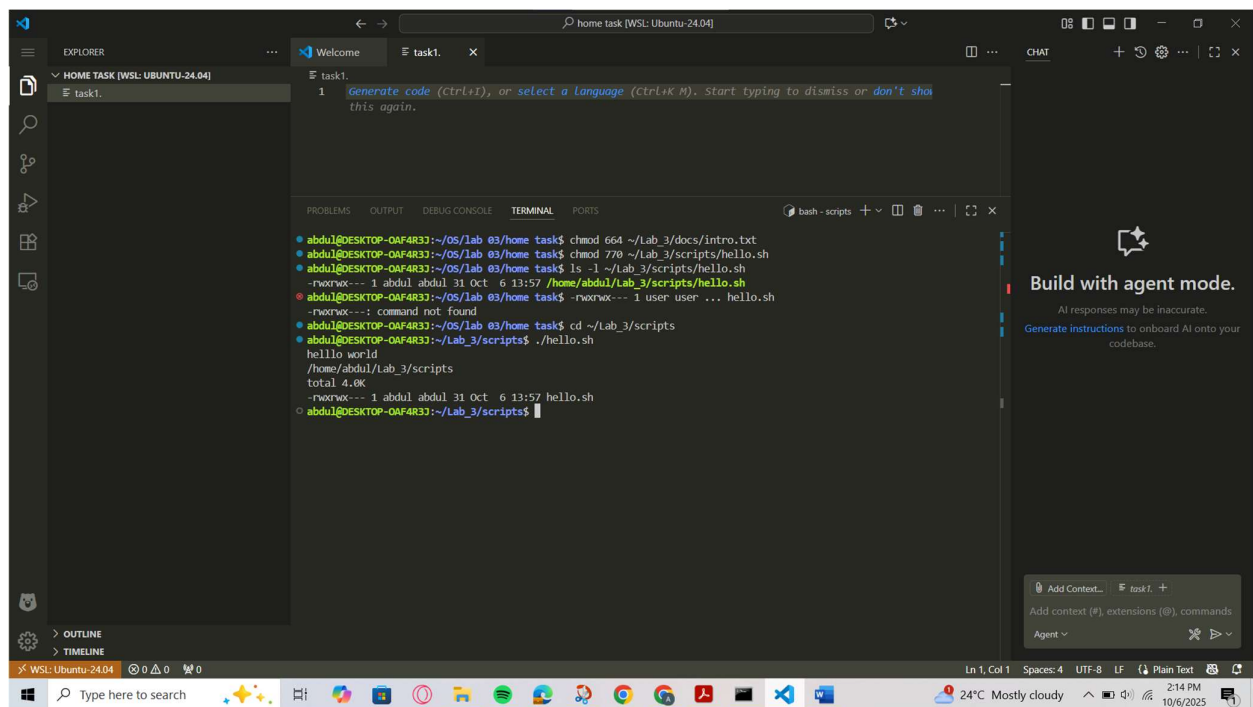 home task [WSL: Ubuntu-24.04]
EXPLORER
HOME TASK [WSL: UBUNTU-24.04]
task1.
OUTLINE
TIMELINE
Welcome
task1.
task1.
1 Generate code (Ctrl+I), or select a language (Ctrl+K M). Start typing to dismiss or don't show
this again.
PROBLEMS OUTPUT DEBUG CONSOLE TERMINAL PORTS
bash - scripts
abdul@DESKTOP-OAF4R3J:~/OS/lab 03/home task$ chmod 664 ~/Lab_3/docs/intro.txt
abdul@DESKTOP-OAF4R3J:~/OS/lab 03/home task$ chmod 770 ~/Lab_3/scripts/hello.sh
abdul@DESKTOP-OAF4R3J:~/OS/lab 03/home task$ ls -l ~/Lab_3/scripts/hello.sh
-rwxrwx--- 1 abdul abdul 31 Oct  6 13:57 /home/abdul/Lab_3/scripts/hello.sh
abdul@DESKTOP-OAF4R3J:~/OS/lab 03/home task$ -rwxrwx--- 1 user user ... hello.sh
-rwxrwx---: command not found
abdul@DESKTOP-OAF4R3J:~/OS/lab 03/home task$ cd ~/Lab_3/scripts
abdul@DESKTOP-OAF4R3J:~/Lab_3/scripts$ ./hello.sh
helllo world
/home/abdul/Lab_3/scripts
total 4.0K
-rwxrwx--- 1 abdul abdul 31 Oct  6 13:57 hello.sh
abdul@DESKTOP-OAF4R3J:~/Lab_3/scripts$
CHAT
Build with agent mode.
AI responses may be inaccurate.
Generate instructions to onboard AI onto your
codebase.
Add Context...
task1.
Add context (#), extensions (@), commands
Agent
WSL: Ubuntu-24.04
0 0 0
Ln 1, Col 1 Spaces: 4 UTF-8 LF Plain Text
Type here to search
24°C Mostly cloudy
2:14 PM
10/6/2025
1